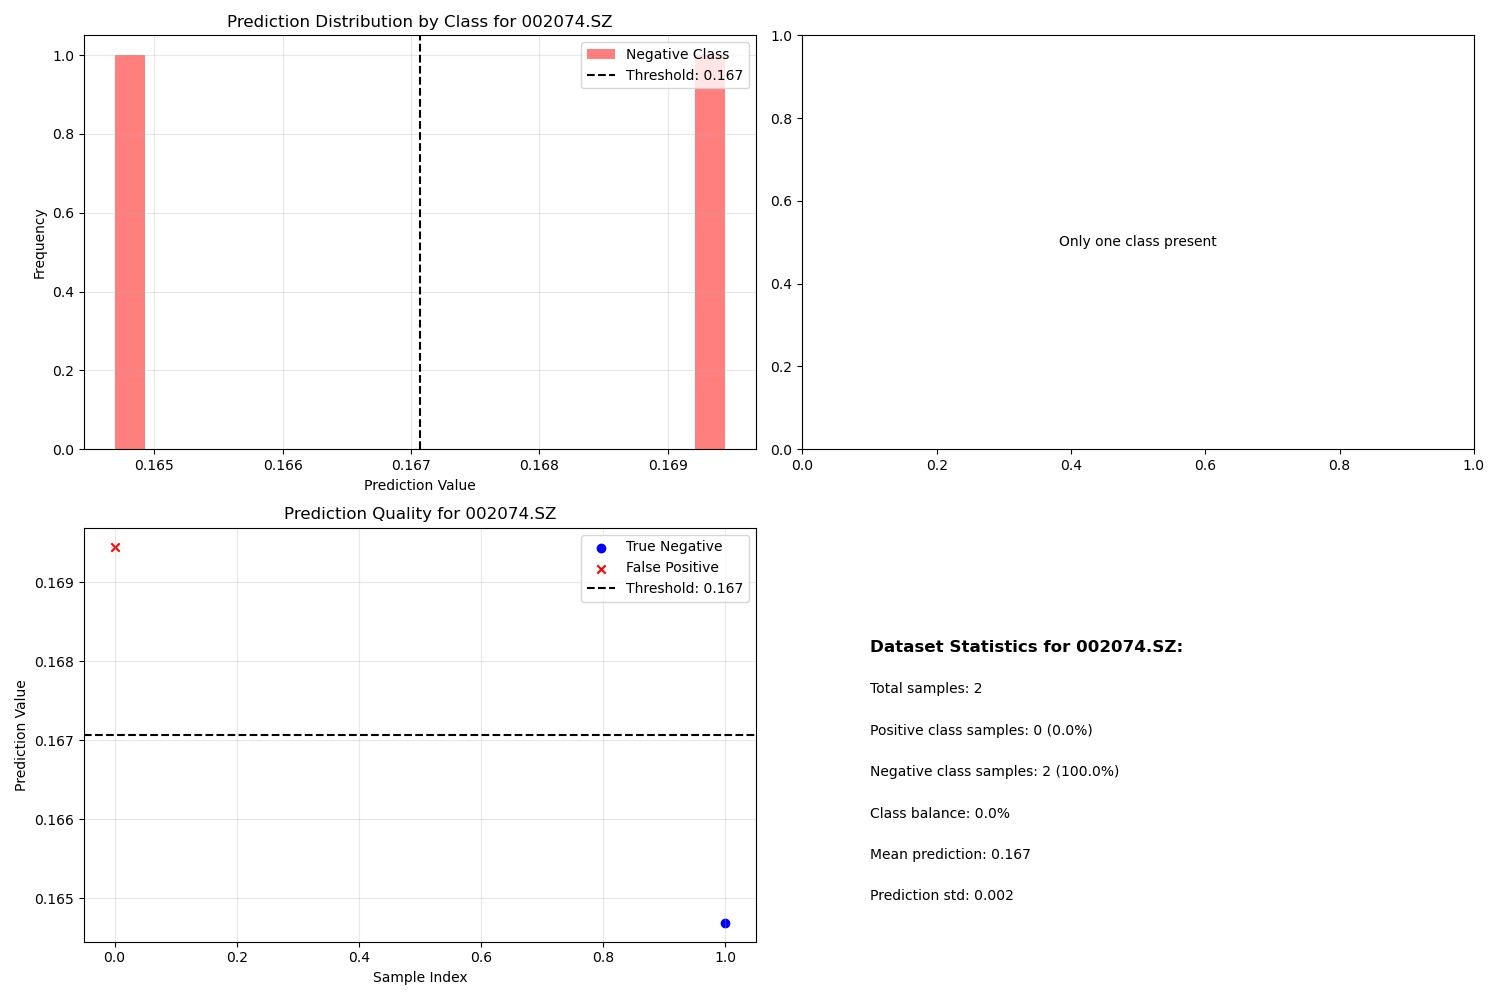 Prediction Distribution by Class for 002074.SZ
Negative Class
Threshold: 0.167
1.0
0.8
0.6
0.4
0.2
0.0
Frequency
0.165
0.166
0.167
0.168
0.169
Prediction Value
1.0
0.8
0.6
0.4
0.2
0.0
Only one class present
0.0
0.2
0.4
0.6
0.8
1.0
Prediction Quality for 002074.SZ
True Negative
False Positive
Threshold: 0.167
0.169
0.168
0.167
0.166
0.165
Prediction Value
0.0
0.2
0.4
0.6
0.8
1.0
Sample Index
Dataset Statistics for 002074.SZ:
Total samples: 2
Positive class samples: 0 (0.0%)
Negative class samples: 2 (100.0%)
Class balance: 0.0%
Mean prediction: 0.167
Prediction std: 0.002